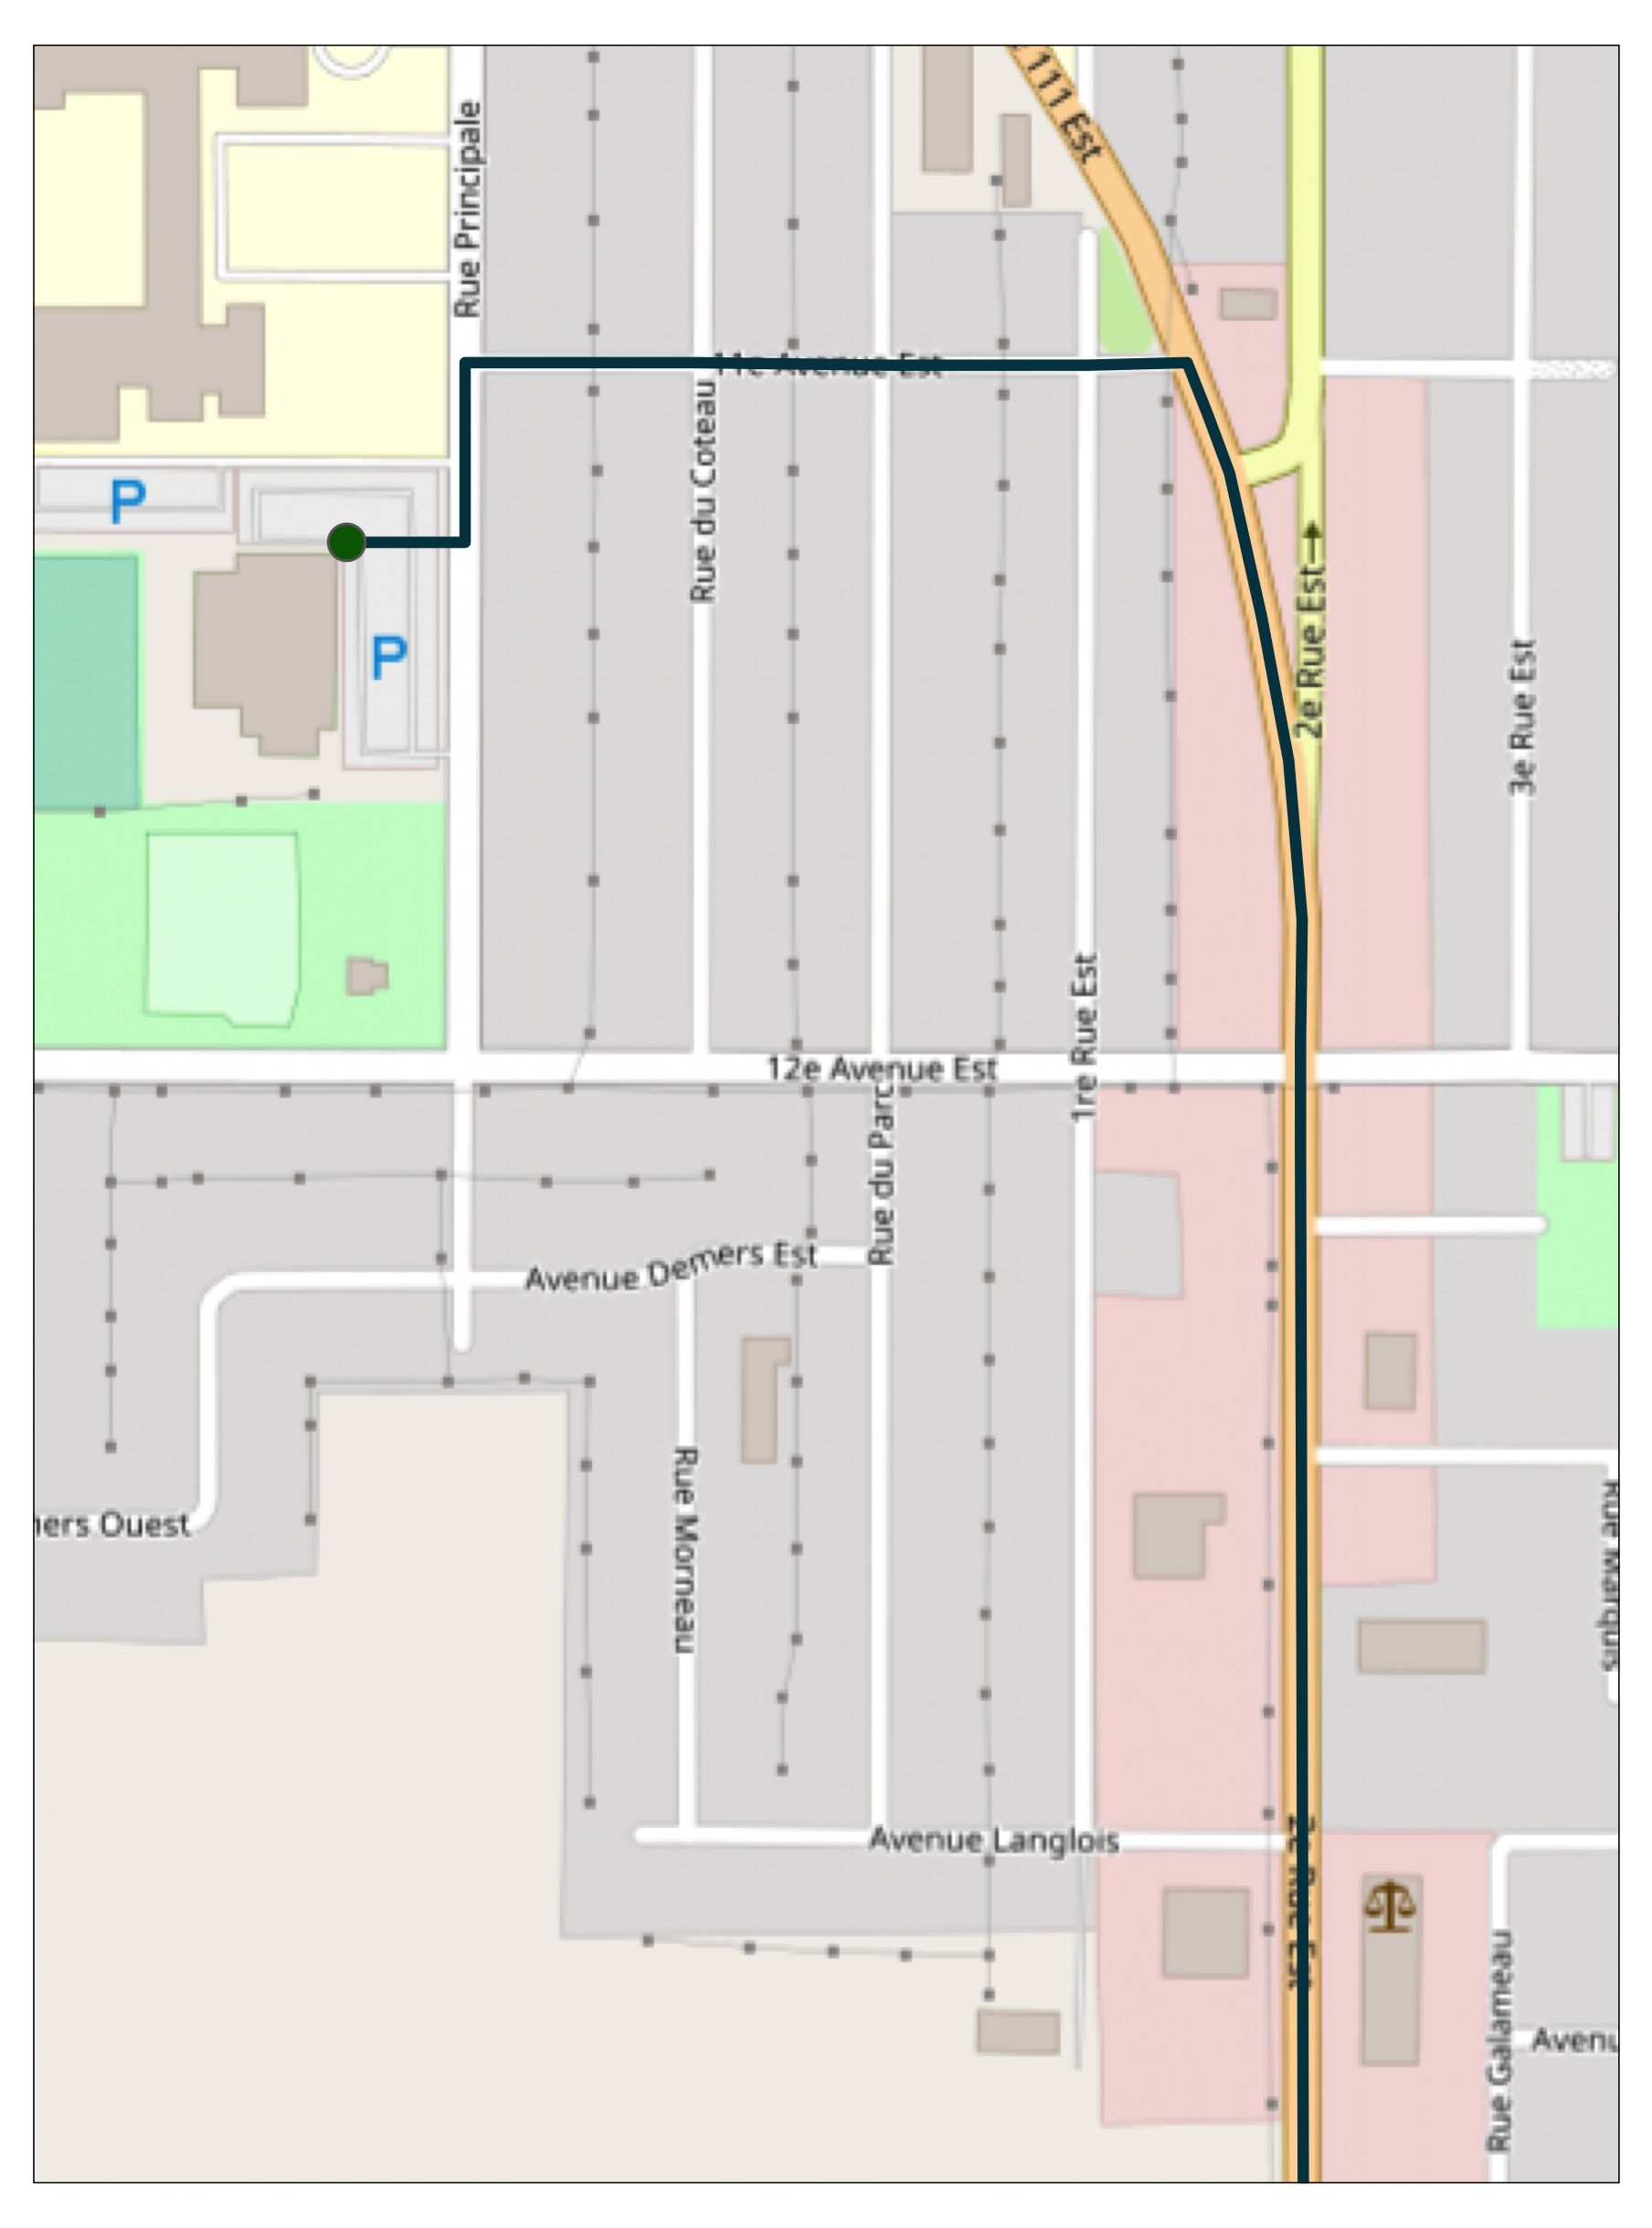 111 Est
Rue Principale
11e Avenue Est
Rue du Coteau
P
P
2e Rue Est
3e Rue Est
1re Rue Est
12e Avenue Est
Rue du Parc
Avenue Demers Est
Rue Morneau
ners Ouest
Rue Marquis
Avenue Langlois
2e Rue Est
Rue Galarneau
Avenu